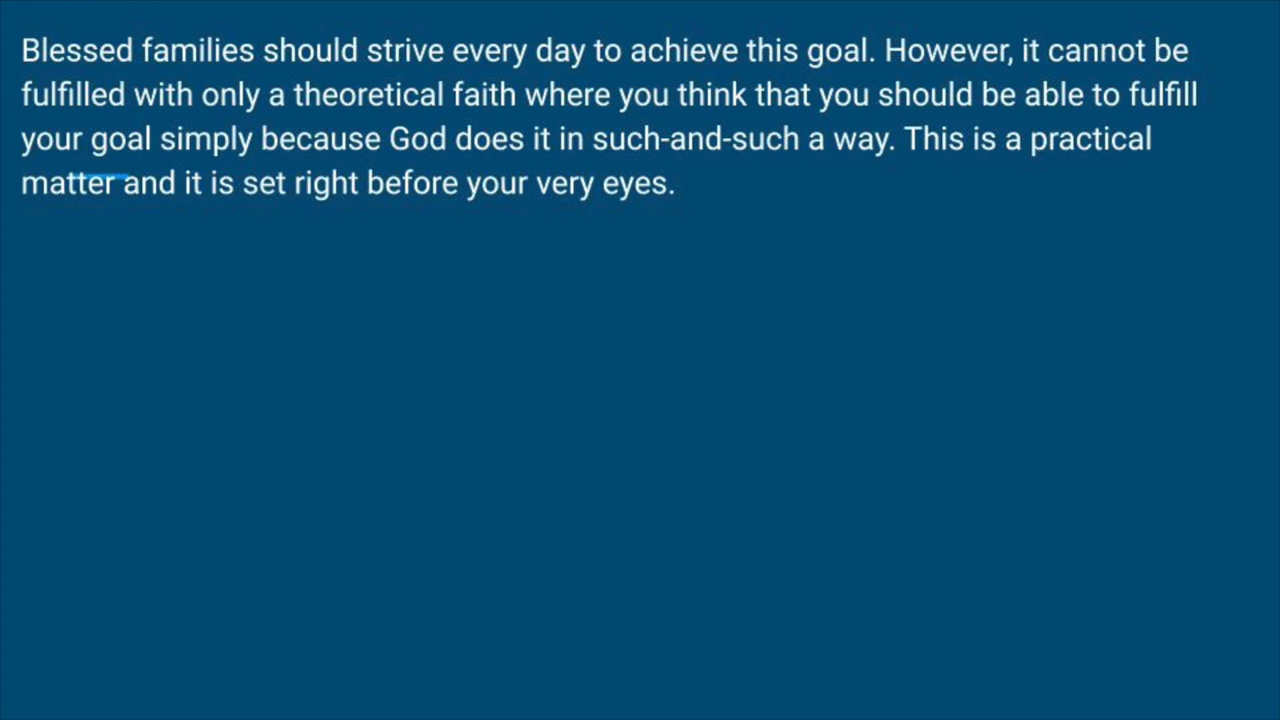 Blessed families should strive every day to achieve this goal. However, it cannot be
fulfilled with only a theoretical faith where you think that you should be able to fulfill
your goal simply because God does it in such-and-such a way. This is a practical
matter and it is set right before your very eyes.